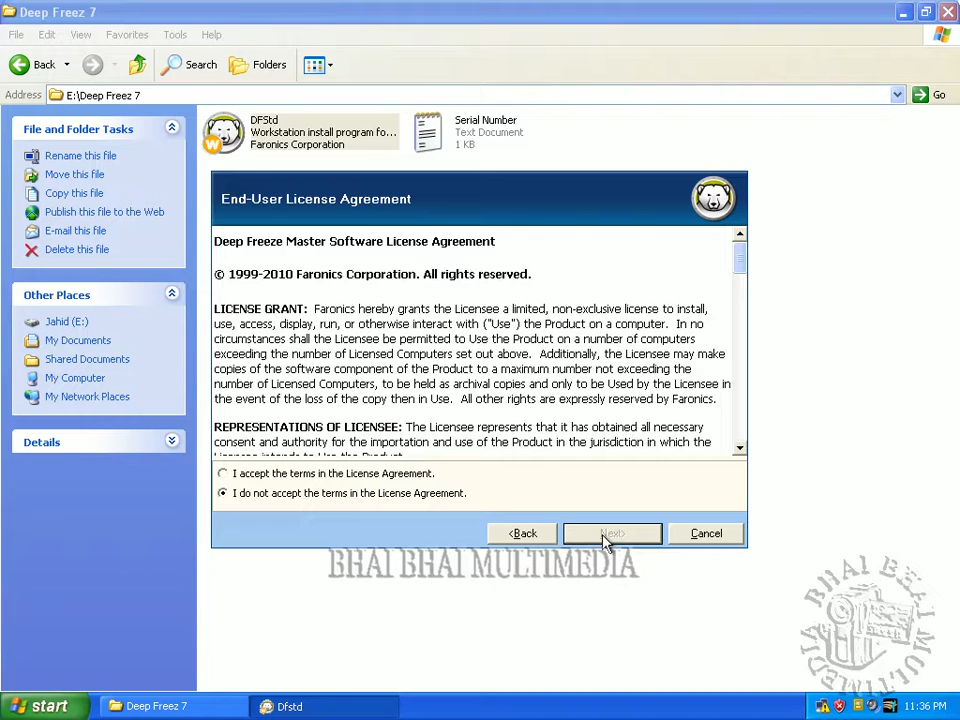 Deep Freez 7
File Edit View Favorites Tools Help
Back Search Folders
Address E:\Deep Freez 7 Go
File and Folder Tasks
Rename this file
Move this file
Copy this file
Publish this file to the Web
E-mail this file
Delete this file
Other Places
Jahid (E:)
My Documents
Shared Documents
My Computer
My Network Places
Details
DFStd
Workstation install program fo...
Faronics Corporation
Serial Number
Text Document
1 KB
End-User License Agreement
Deep Freeze Master Software License Agreement
© 1999-2010 Faronics Corporation. All rights reserved.
LICENSE GRANT: Faronics hereby grants the Licensee a limited, non-exclusive license to install,
use, access, display, run, or otherwise interact with ("Use") the Product on a computer. In no
circumstances shall the Licensee be permitted to Use the Product on a number of computers
exceeding the number of Licensed Computers set out above. Additionally, the Licensee may make
copies of the software component of the Product to a maximum number not exceeding the
number of Licensed Computers, to be held as archival copies and only to be Used by the Licensee in
the event of the loss of the copy then in Use. All other rights are expressly reserved by Faronics.
REPRESENTATIONS OF LICENSEE: The Licensee represents that it has obtained all necessary
consent and authority for the importation and use of the Product in the jurisdiction in which the
Licensee intends to Use the Product.
I accept the terms in the License Agreement.
I do not accept the terms in the License Agreement.
<Back Next> Cancel
BHAI BHAI MULTIMEDIA
BHAI BHAI MULTIMEDIA
start Deep Freez 7 Dfstd 11:36 PM